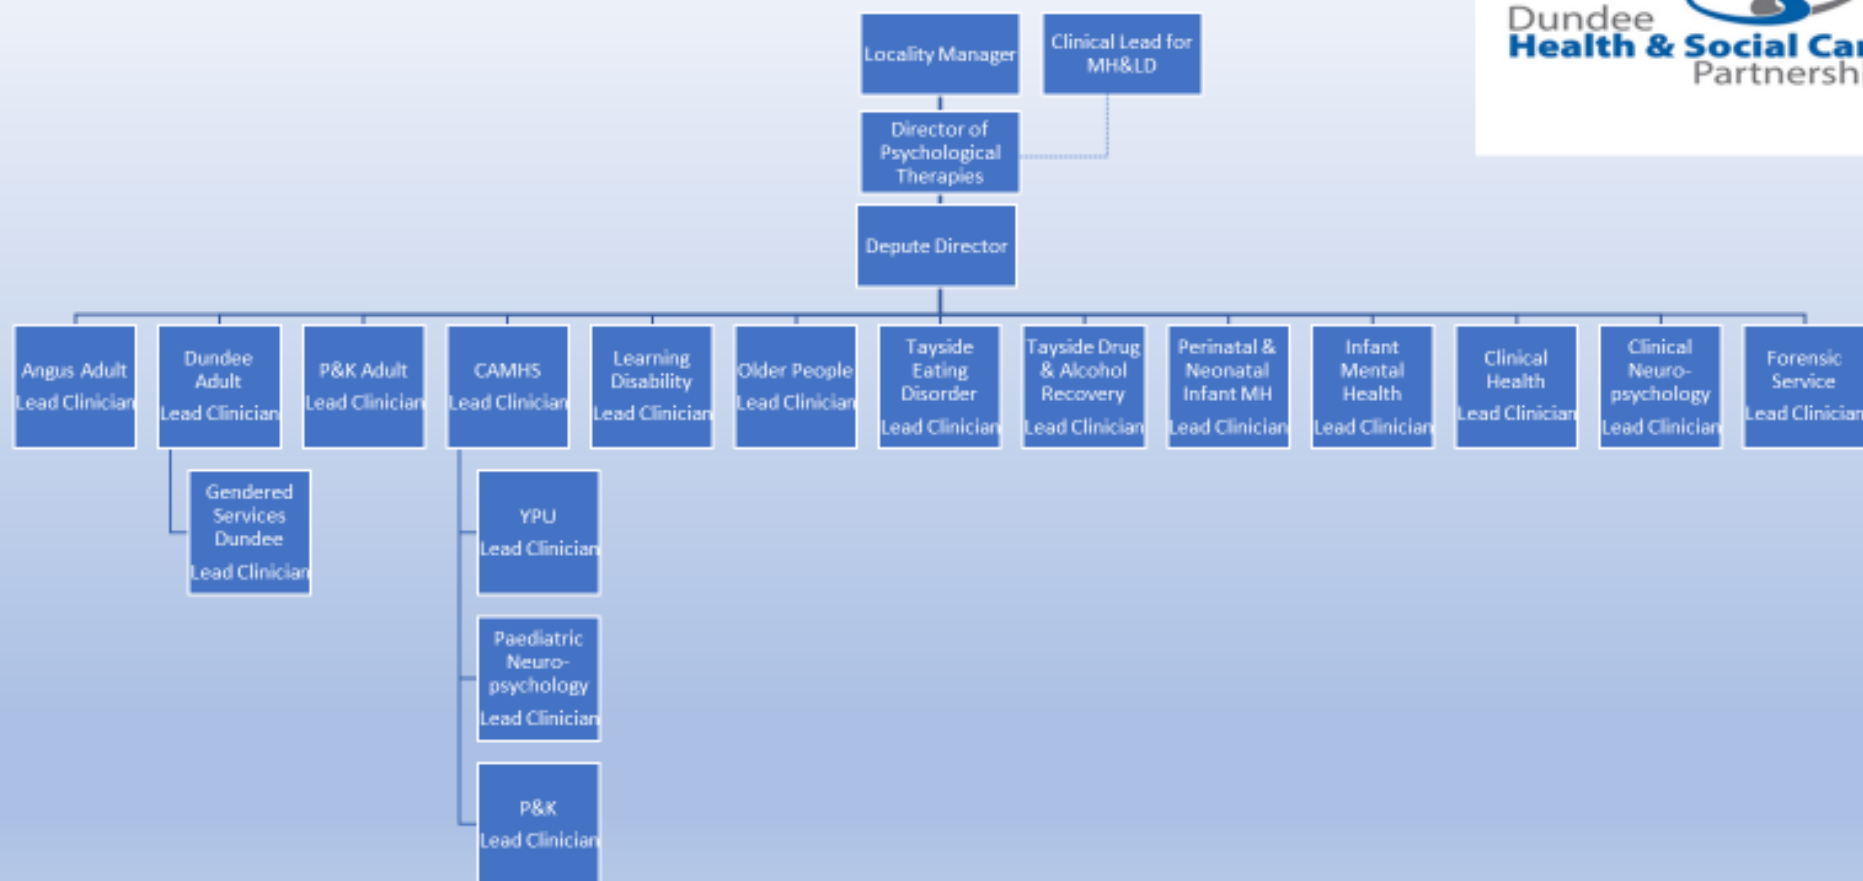 Dundee
Health & Social Car
Partnersh
Locality Manager
Clinical Lead for
MH&LD
Director of
Psychological
Therapies
Depute Director
Angus Adult
Lead Clinician
Dundee
Adult
Lead Clinician
P&K Adult
Lead Clinician
CAMHS
Lead Clinician
Learning
Disability
Lead Clinician
Older People
Lead Clinician
Tayside
Eating
Disorder
Lead Clinician
Tayside Drug
& Alcohol
Recovery
Lead Clinician
Perinatal &
Neonatal
Infant MH
Lead Clinician
Infant
Mental
Health
Lead Clinician
Clinical
Health
Lead Clinician
Clinical
Neuro-
psychology
Lead Clinician
Forensic
Service
Lead Clinician
Gendered
Services
Dundee
Lead Clinician
YPU
Lead Clinician
Paediatric
Neuro-
psychology
Lead Clinician
P&K
Lead Clinician